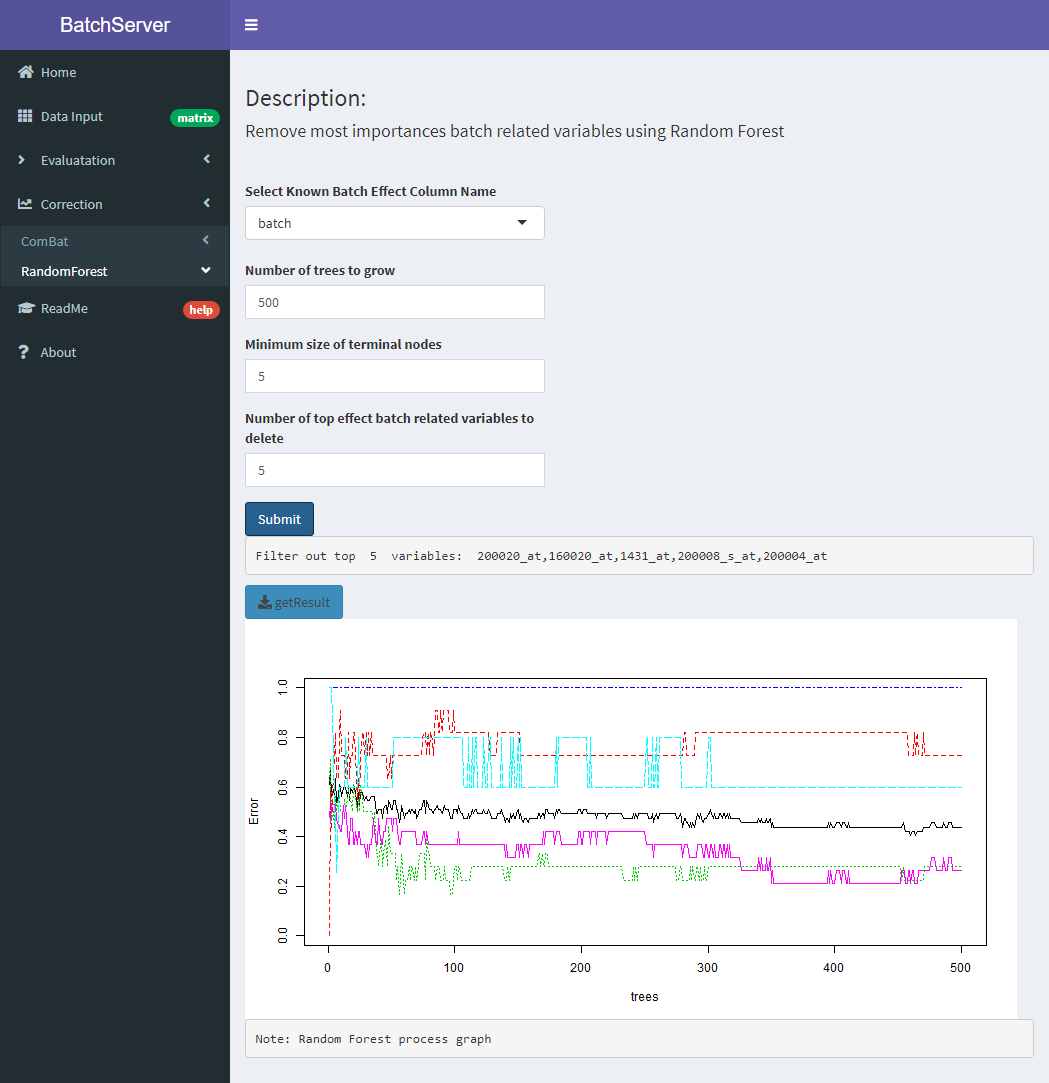 BatchServer
Home
Data Input matrix
Evaluatation
Correction
ComBat
RandomForest
ReadMe help
About
Description:
Remove most importances batch related variables using Random Forest
Select Known Batch Effect Column Name
batch
Number of trees to grow
500
Minimum size of terminal nodes
5
Number of top effect batch related variables to
delete
5
Submit
Filter out top 5 variables: 200020_at,160020_at,1431_at,200008_s_at,200004_at
getResult
1.0
0.8
0.6
0.4
0.2
0.0
Error
0 100 200 300 400 500
trees
Note: Random Forest process graph